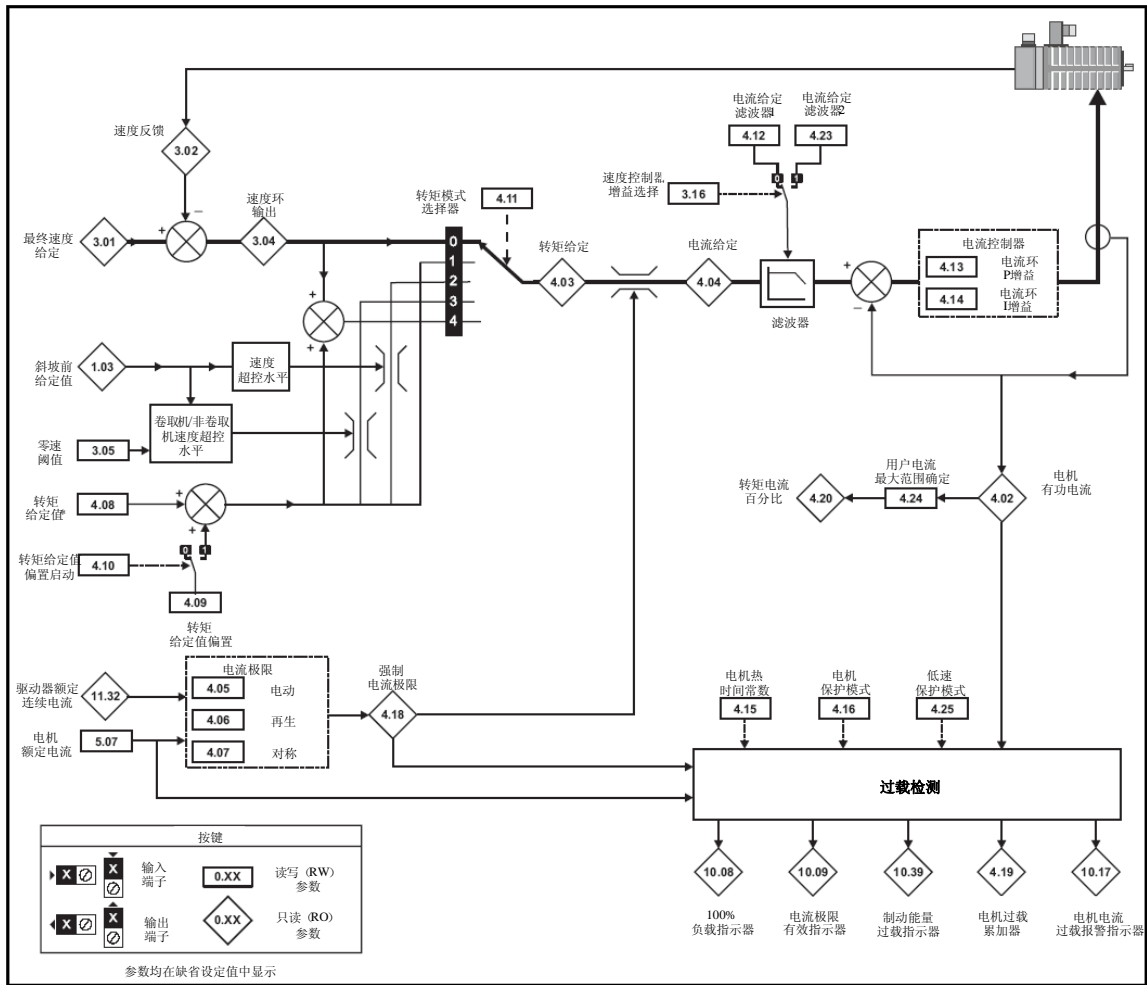 电流给定
滤波器1
4.12
电流给定
滤波器2
4.23
速度反馈
3.02
0 1
速度控制器
增益选择
3.16
转矩模式
选择器
4.11
速度环
输出
3.04
最终速度
给定
3.01
+
−
0
1
2
3
4
转矩给定
4.03
电流给定
4.04
滤波器
+
−
电流控制器
4.13
电流环
P增益
4.14
电流环
I增益
+
+
斜坡前
给定值
1.03
速度
超控水平
卷取机/非卷取
机速度超控
水平
零速
阈值
3.05
转矩
给定值*
4.08
+
+
0 1
转矩给定值
偏置启动
4.10
4.09
转矩
给定值偏置
转矩电流
百分比
4.20
用户电流
最大范围确定
4.24
4.02
电机
有功电流
驱动器额定
连续电流
11.32
电机
额定电流
5.07
电流极限
4.05 电动
4.06 再生
4.07 对称
强制
电流极限
4.18
电机热
时间常数
4.15
电机
保护模式
4.16
低速
保护模式
4.25
过载检测
10.08
100%
负载指示器
10.09
电流极限
有效指示器
10.39
制动能量
过载指示器
4.19
电机过载
累加器
10.17
电机电流
过载报警指示器
按键
X
X
输入
端子
0.XX
读写 (RW)
参数
X
X
输出
端子
0.XX
只读 (RO)
参数
参数均在缺省设定值中显示